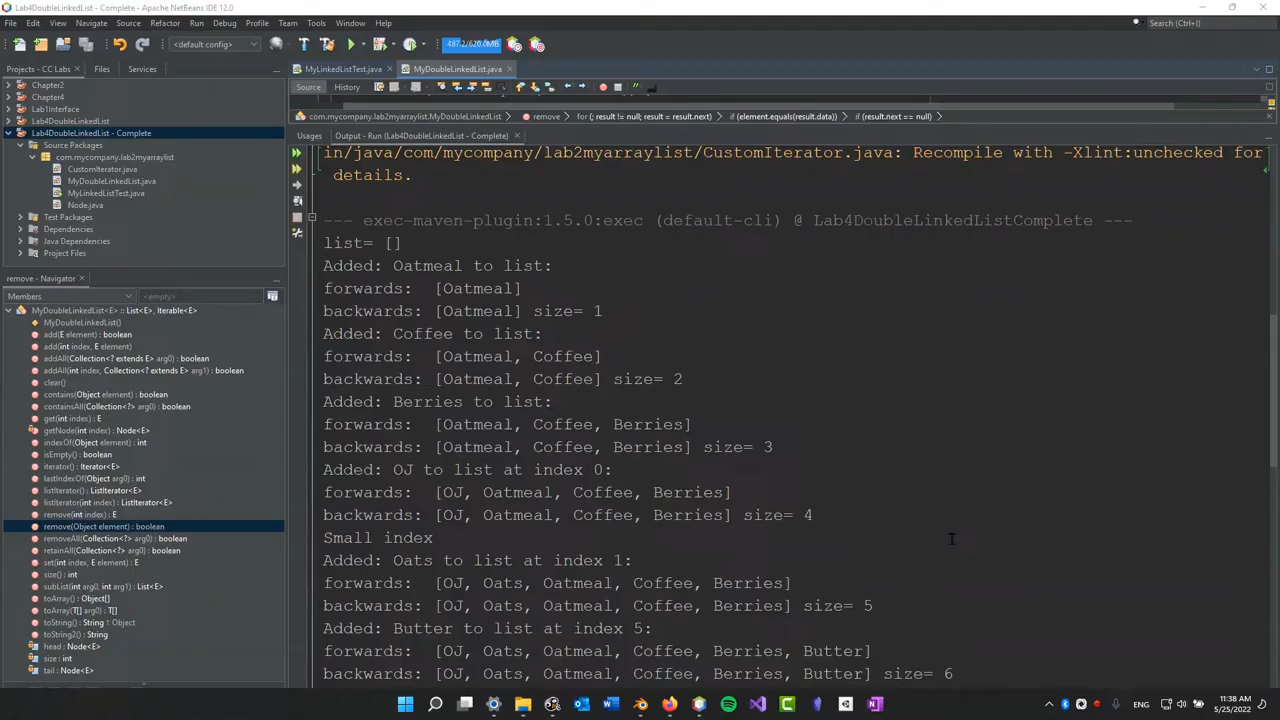 Lab4DoubleLinkedList - Complete - Apache NetBeans IDE 12.0
File Edit View Navigate Source Refactor Run Debug Profile Team Tools Window Help
Search (Ctrl+I)
<default config>
487.2/620.0MB
Projects - CC Labs
Files
Services
Chapter2
Chapter4
Lab1Interface
Lab4DoubleLinkedList
Lab4DoubleLinkedList - Complete
Source Packages
com.mycompany.lab2myarraylist
CustomIterator.java
MyDoubleLinkedList.java
MyLinkedListTest.java
Node.java
Test Packages
Dependencies
Java Dependencies
Project Files
remove - Navigator
Members
<empty>
MyDoubleLinkedList<E> :: List<E>, Iterable<E>
MyDoubleLinkedList()
add(E element) : boolean
add(int index, E element)
addAll(Collection<? extends E> arg0) : boolean
addAll(int index, Collection<? extends E> arg1) : boolean
clear()
contains(Object element) : boolean
containsAll(Collection<?> arg0) : boolean
get(int index) : E
getNode(int index) : Node<E>
indexOf(Object element) : int
isEmpty() : boolean
iterator() : Iterator<E>
lastIndexOf(Object arg0) : int
listIterator() : ListIterator<E>
listIterator(int index) : ListIterator<E>
remove(int index) : E
remove(Object element) : boolean
removeAll(Collection<?> arg0) : boolean
retainAll(Collection<?> arg0) : boolean
set(int index, E element) : E
size() : int
subList(int arg0, int arg1) : List<E>
toArray() : Object[]
toArray(T[] arg0) : T[]
toString() : String ↑ Object
toString2() : String
head : Node<E>
size : int
tail : Node<E>
MyLinkedListTest.java
MyDoubleLinkedList.java
Source
History
com.mycompany.lab2myarraylist.MyDoubleLinkedList
remove
for (; result != null; result = result.next)
if (element.equals(result.data))
if (result.next == null)
Usages
Output - Run (Lab4DoubleLinkedList - Complete)
in/java/com/mycompany/lab2myarraylist/CustomIterator.java: Recompile with -Xlint:unchecked for
details.
--- exec-maven-plugin:1.5.0:exec (default-cli) @ Lab4DoubleLinkedListComplete ---
list= []
Added: Oatmeal to list:
forwards:  [Oatmeal]
backwards: [Oatmeal] size= 1
Added: Coffee to list:
forwards:  [Oatmeal, Coffee]
backwards: [Oatmeal, Coffee] size= 2
Added: Berries to list:
forwards:  [Oatmeal, Coffee, Berries]
backwards: [Oatmeal, Coffee, Berries] size= 3
Added: OJ to list at index 0:
forwards:  [OJ, Oatmeal, Coffee, Berries]
backwards: [OJ, Oatmeal, Coffee, Berries] size= 4
Small index
Added: Oats to list at index 1:
forwards:  [OJ, Oats, Oatmeal, Coffee, Berries]
backwards: [OJ, Oats, Oatmeal, Coffee, Berries] size= 5
Added: Butter to list at index 5:
forwards:  [OJ, Oats, Oatmeal, Coffee, Berries, Butter]
backwards: [OJ, Oats, Oatmeal, Coffee, Berries, Butter] size= 6
ENG
11:38 AM
5/25/2022